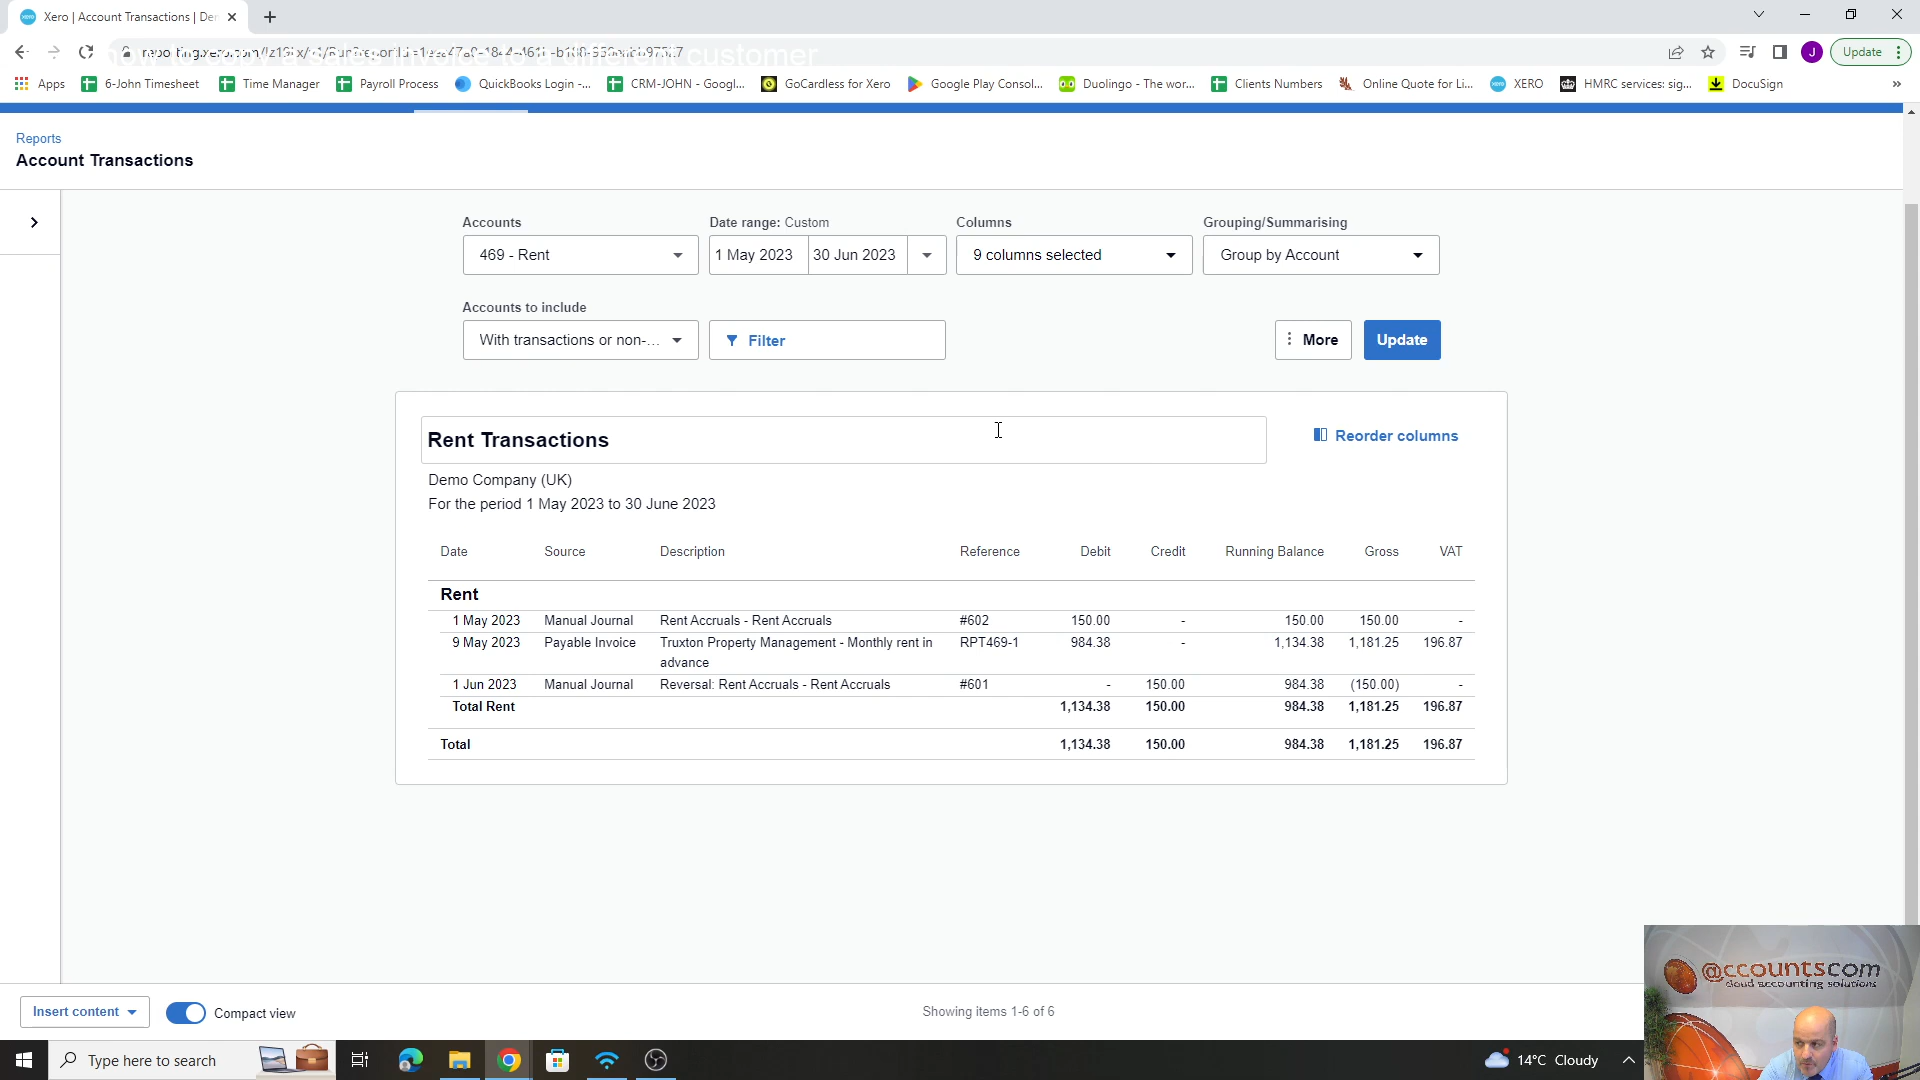 Xero | Account Transactions | Der
a sales invoice to a different customer
Update
Apps
6-John Timesheet
Time Manager
Payroll Process
QuickBooks Login -...
CRM-JOHN - Googl...
GoCardless for Xero
Google Play Consol...
Duolingo - The wor...
Clients Numbers
Online Quote for Li...
XERO
HMRC services: sig...
DocuSign
»
Reports
Account Transactions
Accounts
Date range: Custom
Columns
Grouping/Summarising
469 - Rent
1 May 2023
30 Jun 2023
9 columns selected
Group by Account
Accounts to include
With transactions or non-...
Filter
More
Update
Rent Transactions
Reorder columns
Demo Company (UK)
For the period 1 May 2023 to 30 June 2023
Date Source Description Reference Debit Credit Running Balance Gross VAT
Rent
1 May 2023 Manual Journal Rent Accruals - Rent Accruals #602 150.00 - 150.00 150.00 -
9 May 2023 Payable Invoice Truxton Property Management - Monthly rent in RPT469-1 984.38 - 1,134.38 1,181.25 196.87
advance
1 Jun 2023 Manual Journal Reversal: Rent Accruals - Rent Accruals #601 - 150.00 984.38 (150.00) -
Total Rent 1,134.38 150.00 984.38 1,181.25 196.87
Total 1,134.38 150.00 984.38 1,181.25 196.87
@ccountscom
cloud accounting solutions
Insert content
Compact view
Showing items 1-6 of 6
Type here to search
14°C Cloudy